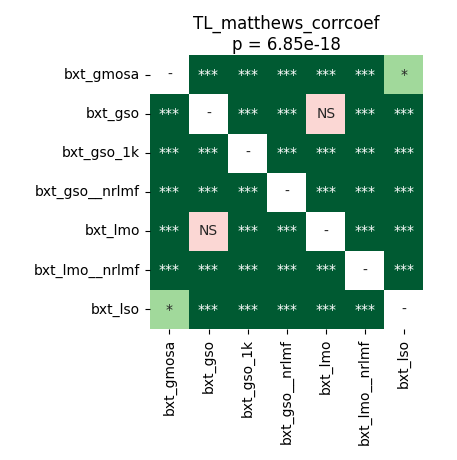 TL_matthews_corrcoef
p = 6.85e-18
bxt_gmosa - *** *** *** *** *** *
bxt_gso *** - *** *** NS *** ***
bxt_gso_1k *** *** - *** *** *** ***
bxt_gso__nrlmf *** *** *** - *** *** ***
bxt_lmo *** NS *** *** - *** ***
bxt_lmo__nrlmf *** *** *** *** *** - ***
bxt_lso * *** *** *** *** *** -
bxt_gmosa
bxt_gso
bxt_gso_1k
bxt_gso__nrlmf
bxt_lmo
bxt_lmo__nrlmf
bxt_lso